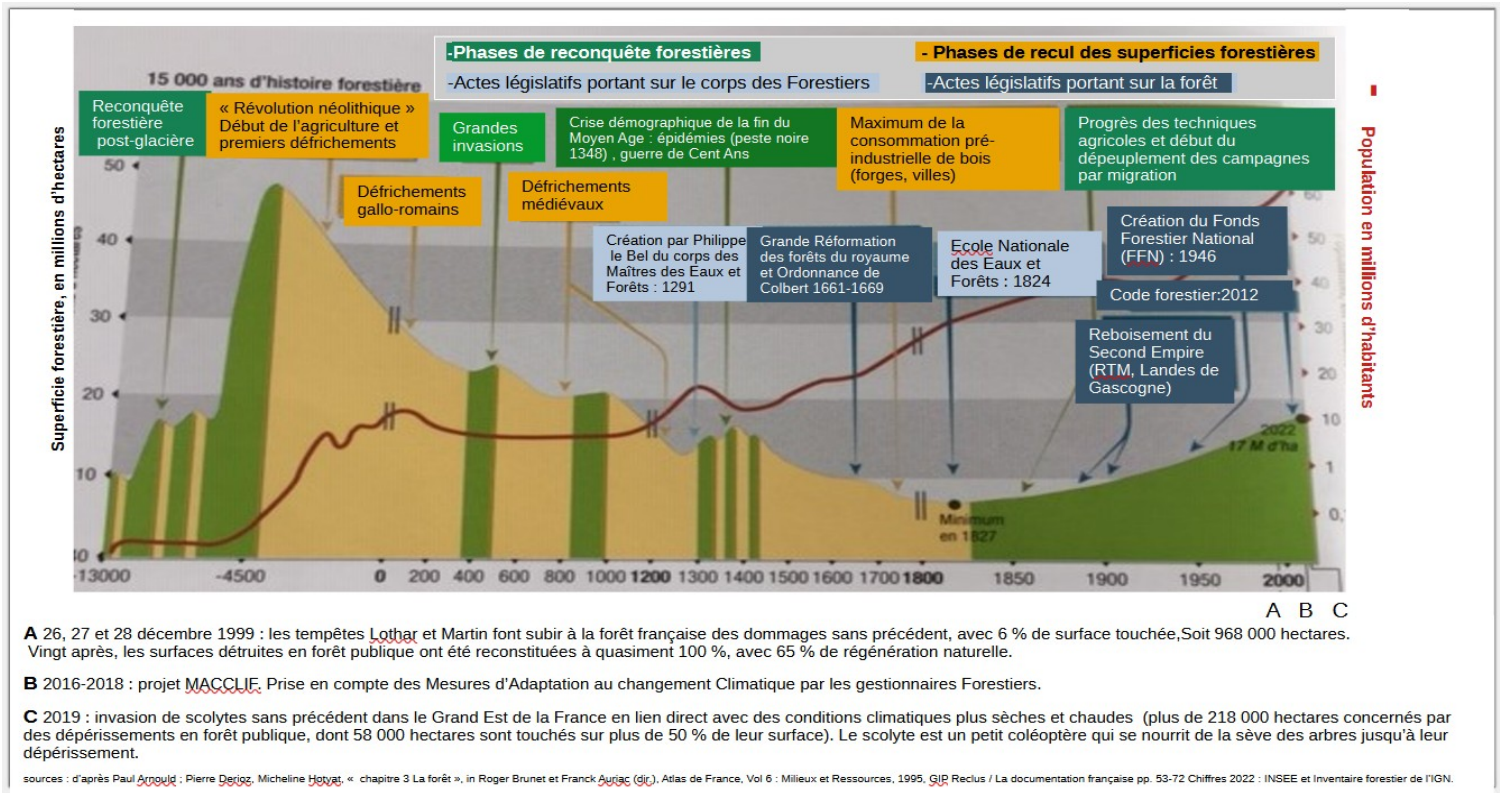 -Phases de reconquête forestières
- Phases de recul des superficies forestières
-Actes législatifs portant sur le corps des Forestiers
-Actes législatifs portant sur la forêt
15 000 ans d'histoire forestière
Reconquête
forestière
post-glacière
« Révolution néolithique »
Début de l'agriculture et
premiers défrichements
Grandes
invasions
Crise démographique de la fin du
Moyen Age : épidémies (peste noire
1348) , guerre de Cent Ans
Maximum de la
consommation pré-
industrielle de bois
(forges, villes)
Progrès des techniques
agricoles et début du
dépeuplement des campagnes
par migration
Défrichements
gallo-romains
Défrichements
médiévaux
Création par Philippe
le Bel du corps des
Maîtres des Eaux et
Forêts : 1291
Grande Réformation
des forêts du royaume
et Ordonnance de
Colbert 1661-1669
Ecole Nationale
des Eaux et
Forêts : 1824
Création du Fonds
Forestier National
(FFN) : 1946
Code forestier:2012
Reboisement du
Second Empire
(RTM, Landes de
Gascogne)
Superficie forestière, en millions d'hectares
50
40
30
20
10
0
- Population en millions d'habitants
60
50
40
30
20
10
1
0,
2022
17 M d'ha
Minimum
en 1827
-13000 -4500 0 200 400 600 800 1000 1200 1300 1400 1500 1600 1700 1800 1850 1900 1950 2000
A B C
A 26, 27 et 28 décembre 1999 : les tempêtes Lothar et Martin font subir à la forêt française des dommages sans précédent, avec 6 % de surface touchée,Soit 968 000 hectares.
Vingt après, les surfaces détruites en forêt publique ont été reconstituées à quasiment 100 %, avec 65 % de régénération naturelle.
B 2016-2018 : projet MACCLIF. Prise en compte des Mesures d'Adaptation au changement Climatique par les gestionnaires Forestiers.
C 2019 : invasion de scolytes sans précédent dans le Grand Est de la France en lien direct avec des conditions climatiques plus sèches et chaudes (plus de 218 000 hectares concernés par
des dépérissements en forêt publique, dont 58 000 hectares sont touchés sur plus de 50 % de leur surface). Le scolyte est un petit coléoptère qui se nourrit de la sève des arbres jusqu'à leur
dépérissement.
sources : d'après Paul Arnould ; Pierre Derioz, Micheline Hotyat, « chapitre 3 La forêt », in Roger Brunet et Franck Auriac (dir.), Atlas de France, Vol 6 : Milieux et Ressources, 1995, GIP Reclus / La documentation française pp. 53-72 Chiffres 2022 : INSEE et Inventaire forestier de l'IGN.